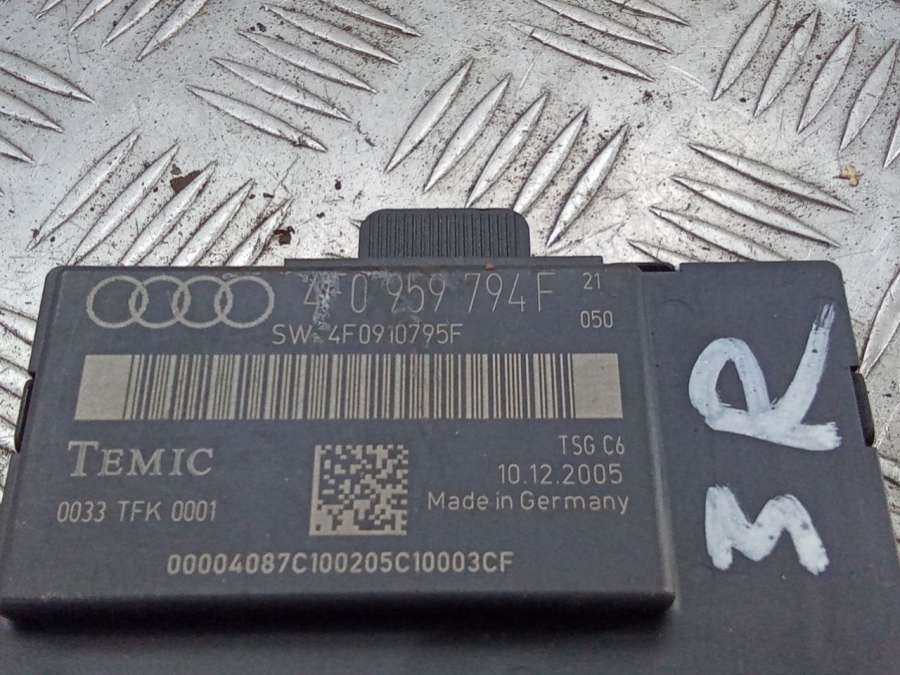 4F0 959 794F 21
050
SW-4F0910795F
TEMIC
TSG C6
10.12.2005
0033 TFK 0001
Made in Germany
00004087C100205C10003CF